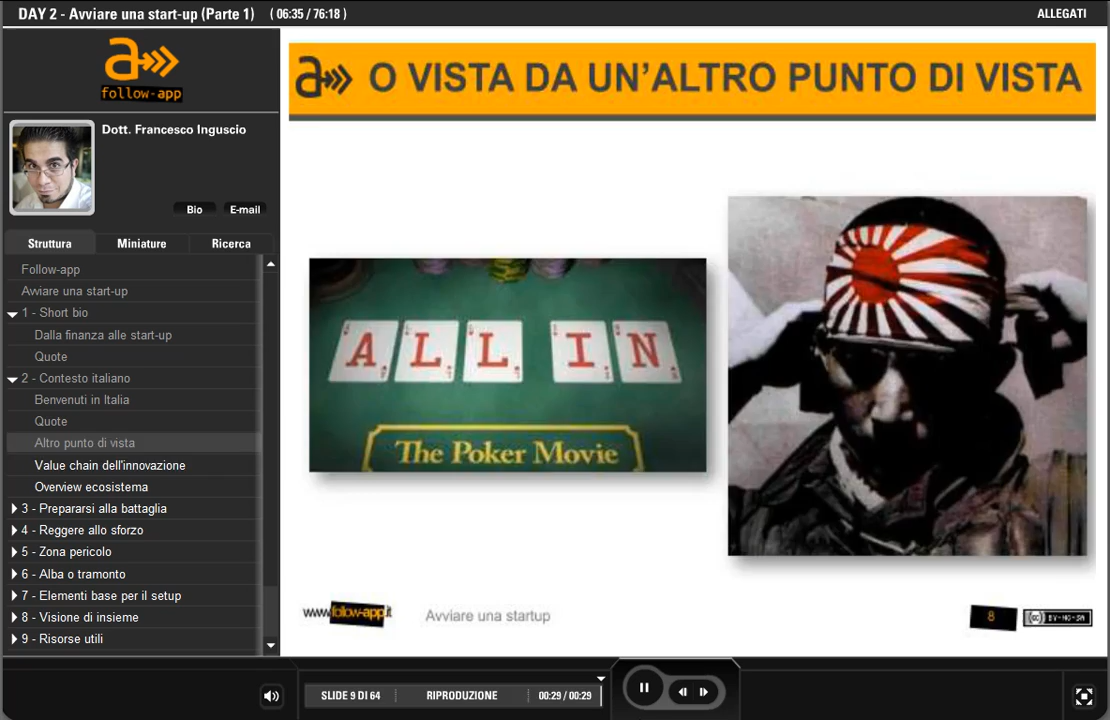 DAY 2 - Avviare una start-up (Parte 1) ( 06:35 / 76:18 )
ALLEGATI
a
follow-app
Dott. Francesco Inguscio
Bio E-mail
Struttura Miniature Ricerca
Follow-app
Avviare una start-up
1 - Short bio
Dalla finanza alle start-up
Quote
2 - Contesto italiano
Benvenuti in Italia
Quote
Altro punto di vista
Value chain dell'innovazione
Overview ecosistema
3 - Prepararsi alla battaglia
4 - Reggere allo sforzo
5 - Zona pericolo
6 - Alba o tramonto
7 - Elementi base per il setup
8 - Visione di insieme
9 - Risorse utili
a O VISTA DA UN'ALTRO PUNTO DI VISTA
ALL IN
The Poker Movie
www.follow-app.it
Avviare una startup
8
(cc) BY-NC-SA
SLIDE 9 DI 64 RIPRODUZIONE 00:29 / 00:29